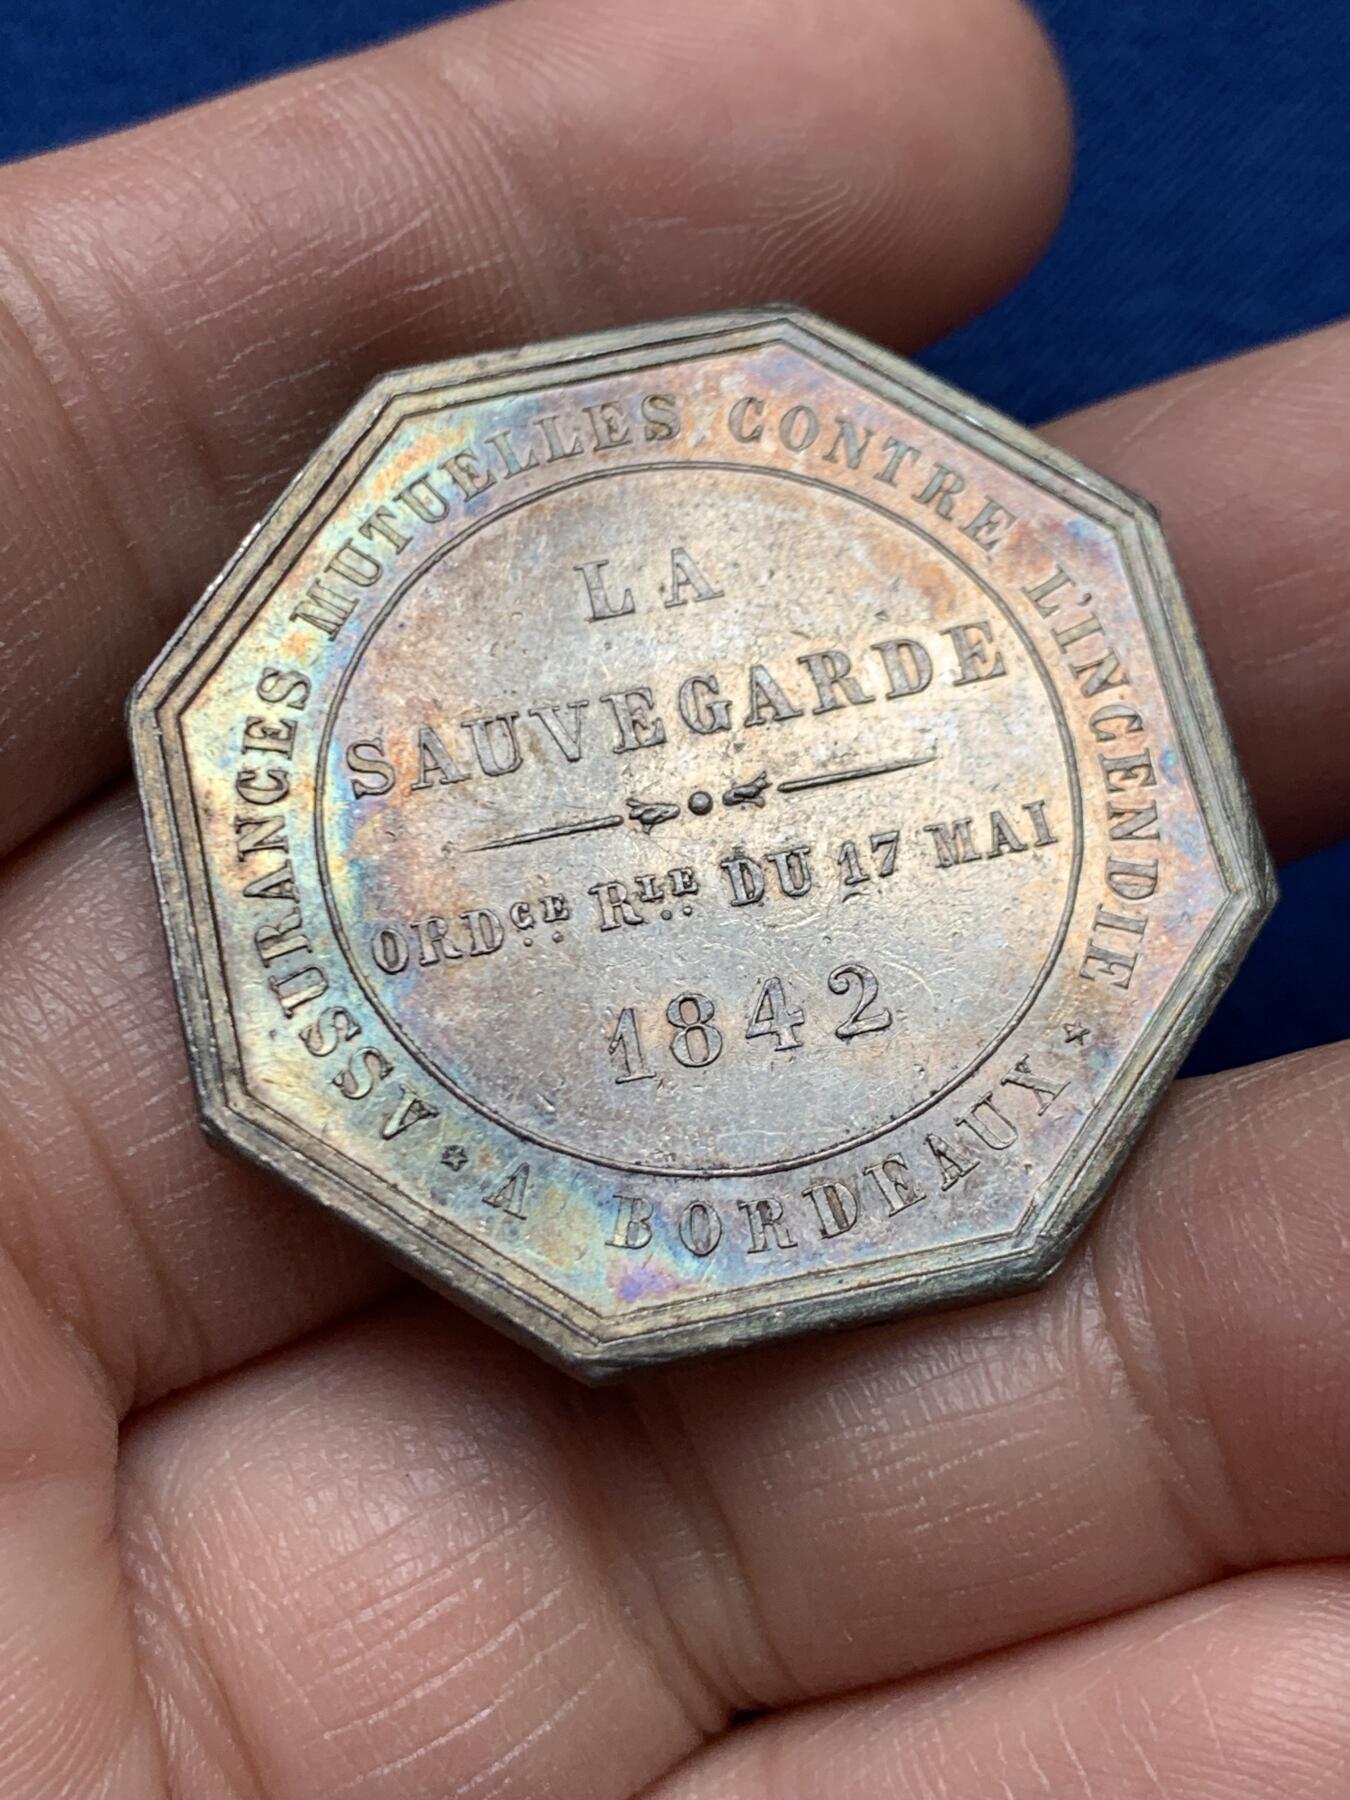 ASSURANCES MUTUELLES CONTRE L'INCENDIE
LA
SAUVEGARDE
ORDCE RLE DU 17 MAI
1842
* A BORDEAUX *